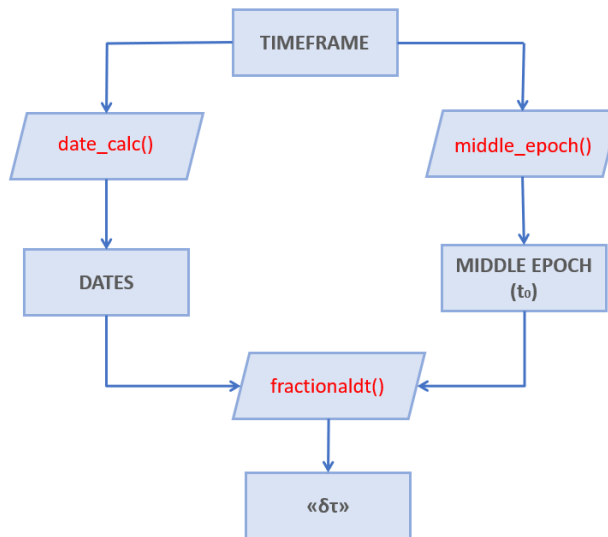 TIMEFRAME
date_calc()
middle_epoch()
DATES
MIDDLE EPOCH
(t₀)
fractionaldt()
«δτ»